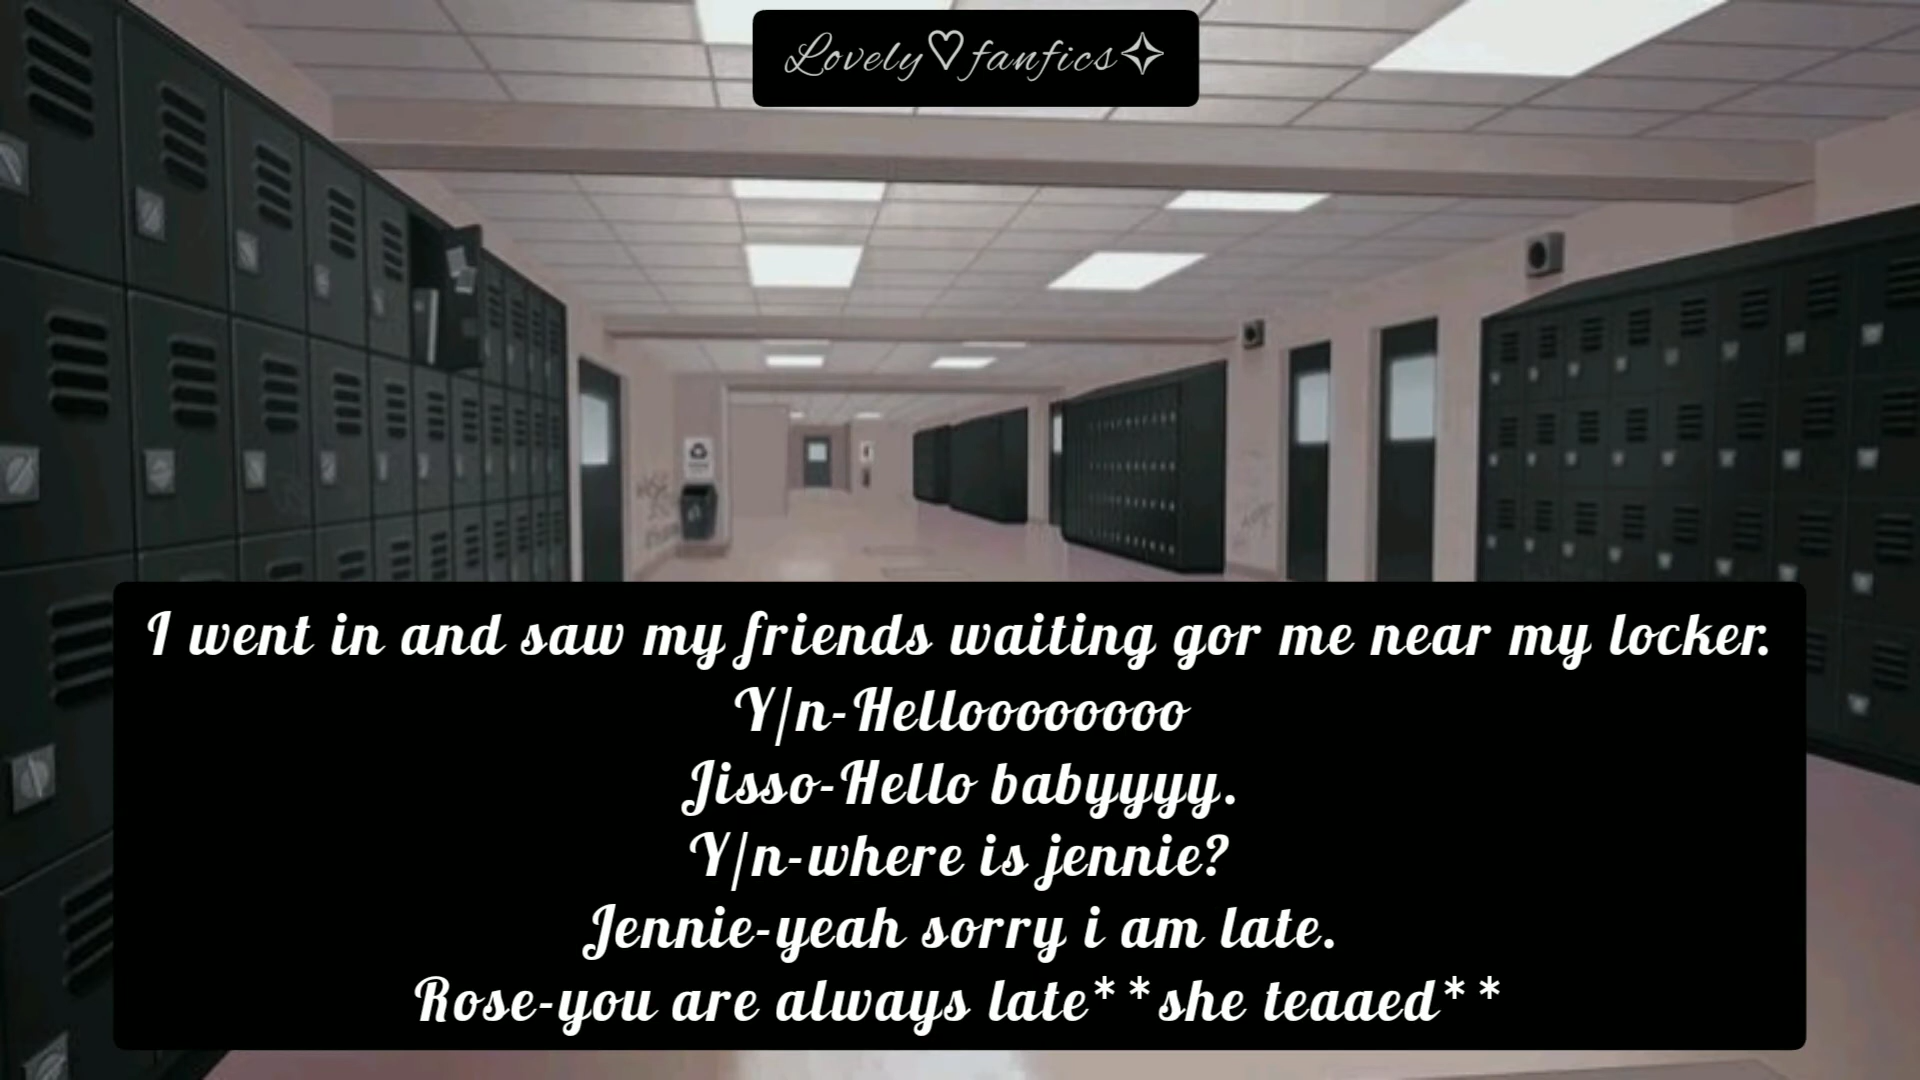 Lovely♡fanfics✧
I went in and saw my friends waiting gor me near my locker.
Y/n-Helloooooooo
Jisso-Hello babyyyy.
Y/n-where is jennie?
Jennie-yeah sorry i am late.
Rose-you are always late**she teaaed**